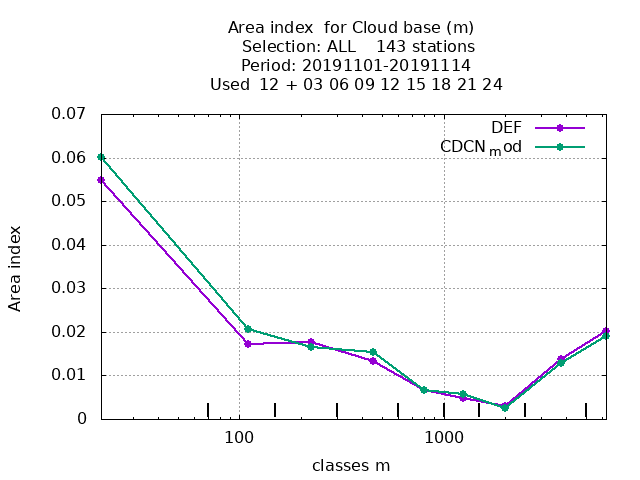 Area index  for Cloud base (m)
Selection: ALL    143 stations
Period: 20191101-20191114
Used  12 + 03 06 09 12 15 18 21 24
0.07
DEF
CDCN_mod
0.06
0.05
0.04
Area index
0.03
0.02
0.01
0
100
1000
classes m